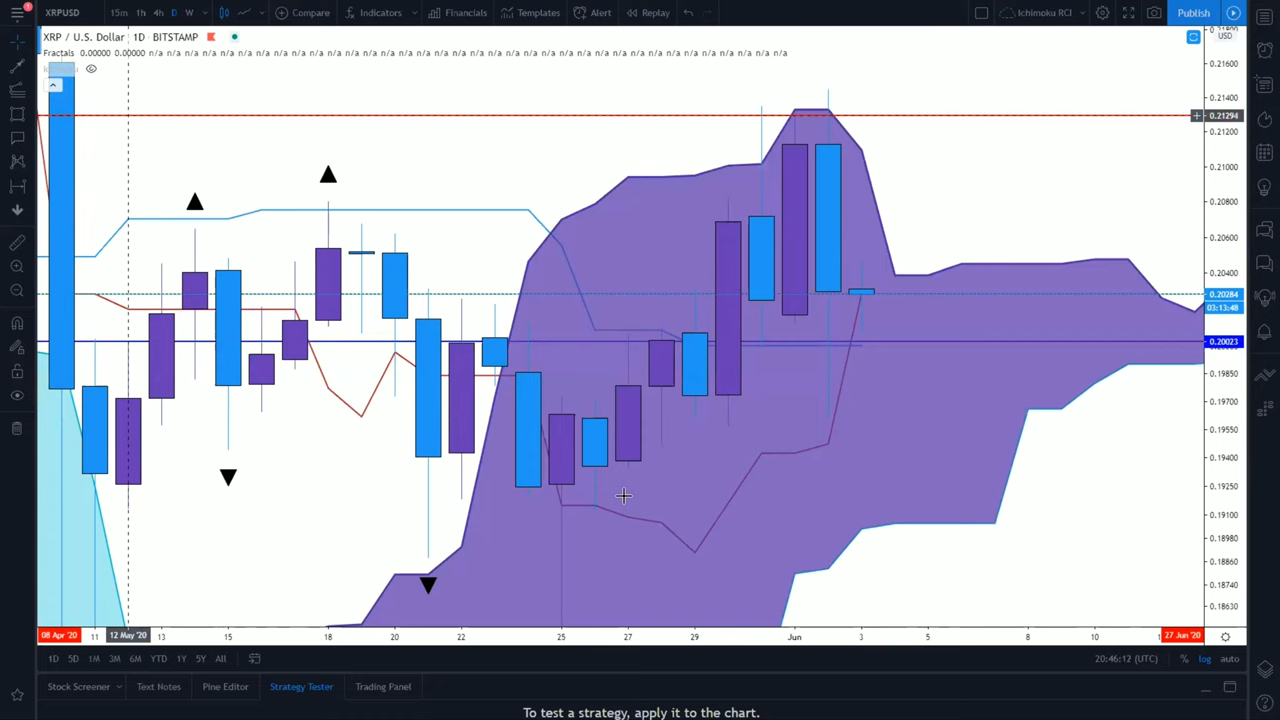 XRPUSD 15m 1h 4h D W Compare Indicators Financials Templates Alert Replay Ichimoku RCI Publish
XRP / U.S. Dollar 1D BITSTAMP
USD
Fractals 0.00000 0.00000 n/a n/a n/a n/a n/a n/a n/a n/a n/a n/a n/a n/a n/a n/a n/a n/a n/a n/a n/a n/a n/a n/a n/a n/a n/a n/a n/a n/a n/a n/a n/a n/a
0.21600
0.21400
0.21294
0.21200
0.21000
0.20800
0.20600
0.20400
0.20284
03:13:48
0.20023
0.19850
0.19700
0.19550
0.19400
0.19250
0.19100
0.18980
0.18860
0.18740
0.18630
08 Apr '20 11 12 May '20 13 15 18 20 22 25 27 29 Jun 3 5 8 10 27 Jun '20
1D 5D 1M 3M 6M YTD 1Y 5Y All 20:46:12 (UTC) % log auto
Stock Screener Text Notes Pine Editor Strategy Tester Trading Panel
To test a strategy, apply it to the chart.